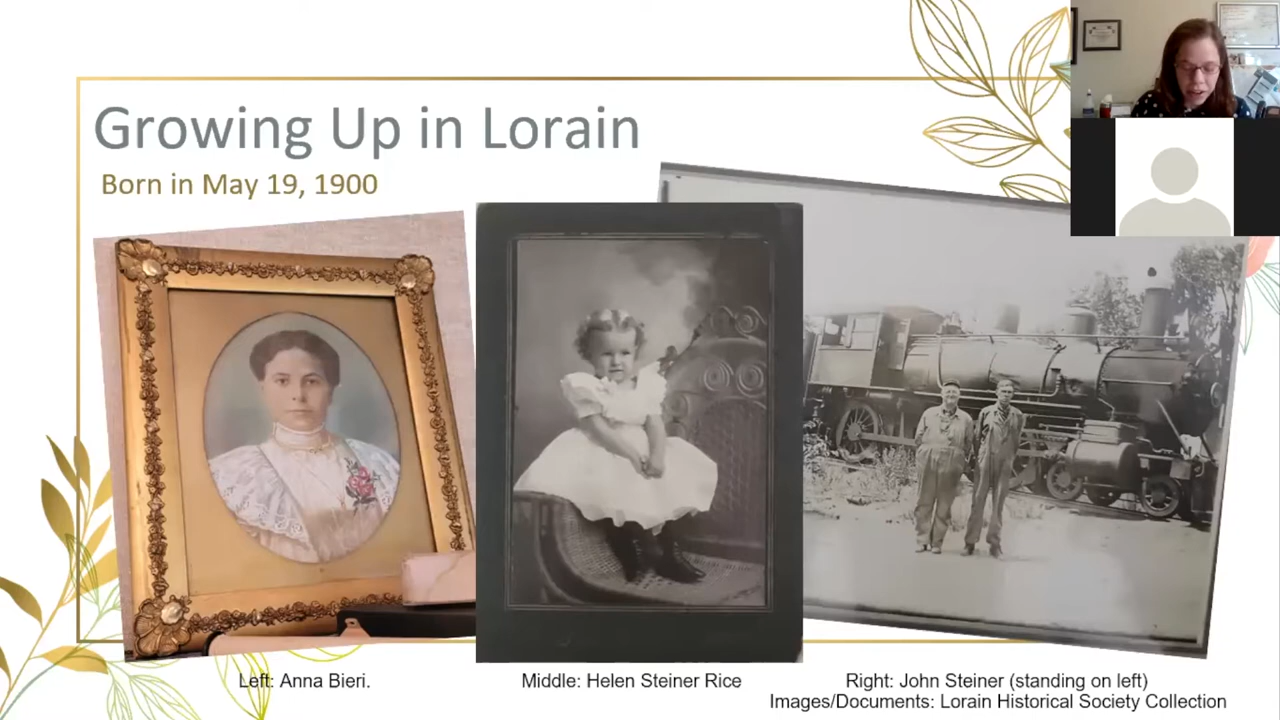 Growing Up in Lorain
Born in May 19, 1900
Left: Anna Bieri.
Middle: Helen Steiner Rice
Right: John Steiner (standing on left)
Images/Documents: Lorain Historical Society Collection